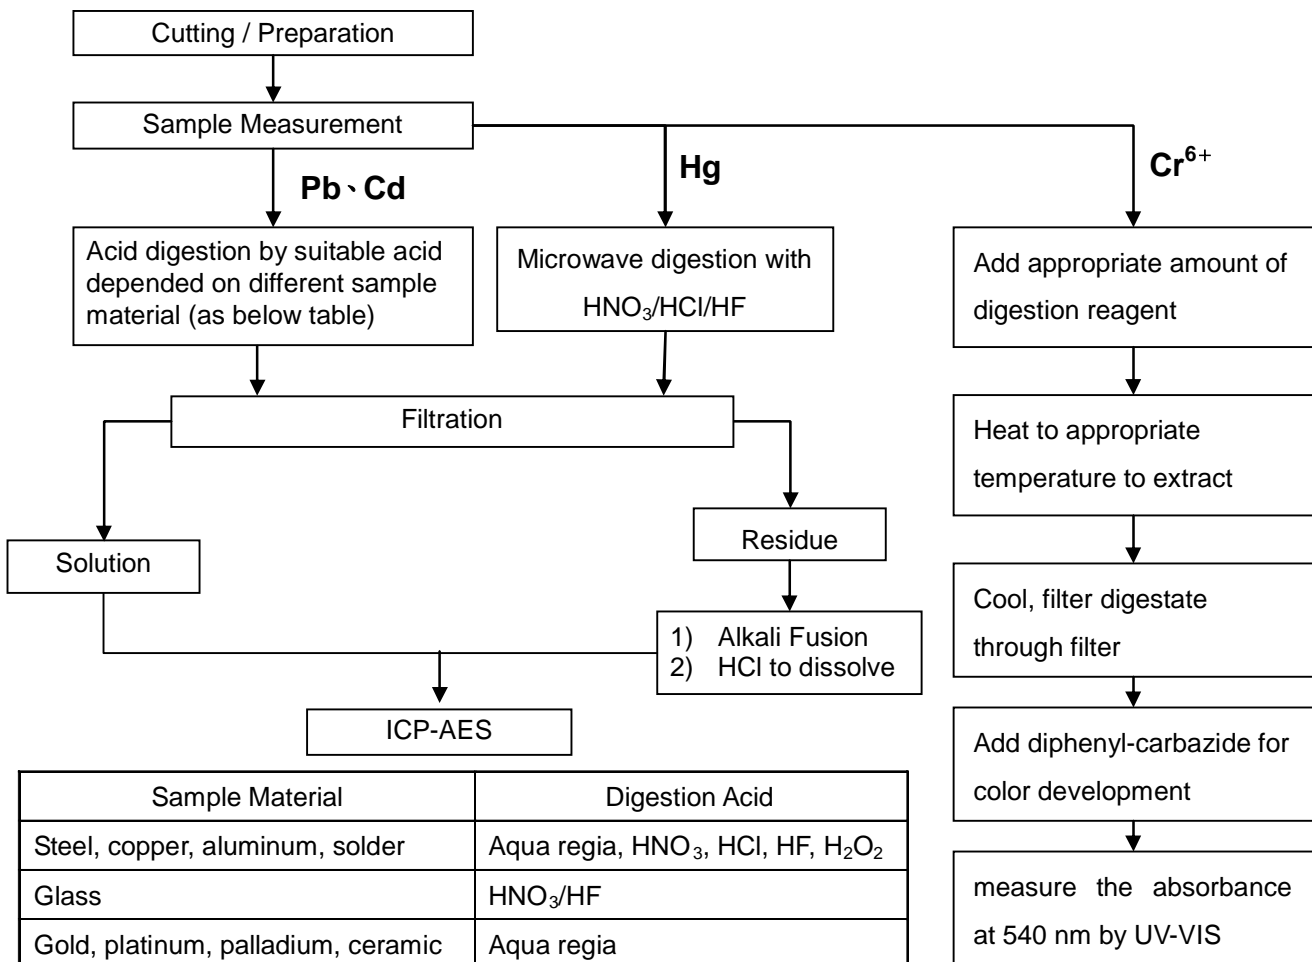 Cutting / Preparation
Sample Measurement
Pb、Cd
Hg
Cr⁶⁺
Acid digestion by suitable acid
depended on different sample
material (as below table)
Microwave digestion with
HNO₃/HCl/HF
Add appropriate amount of
digestion reagent
Filtration
Heat to appropriate
temperature to extract
Solution
Residue
1) Alkali Fusion
2) HCl to dissolve
Cool, filter digestate
through filter
ICP-AES
Add diphenyl-carbazide for
color development
measure the absorbance
at 540 nm by UV-VIS
Sample Material Digestion Acid
Steel, copper, aluminum, solder Aqua regia, HNO₃, HCl, HF, H₂O₂
Glass HNO₃/HF
Gold, platinum, palladium, ceramic Aqua regia